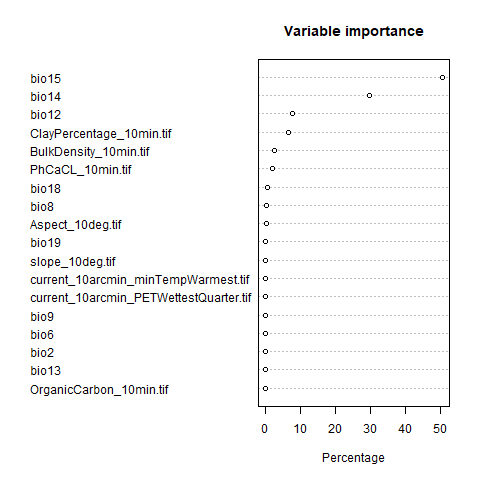 Variable importance
bio15
bio14
bio12
ClayPercentage_10min.tif
BulkDensity_10min.tif
PhCaCL_10min.tif
bio18
bio8
Aspect_10deg.tif
bio19
slope_10deg.tif
current_10arcmin_minTempWarmest.tif
current_10arcmin_PETWettestQuarter.tif
bio9
bio6
bio2
bio13
OrganicCarbon_10min.tif
0 10 20 30 40 50
Percentage